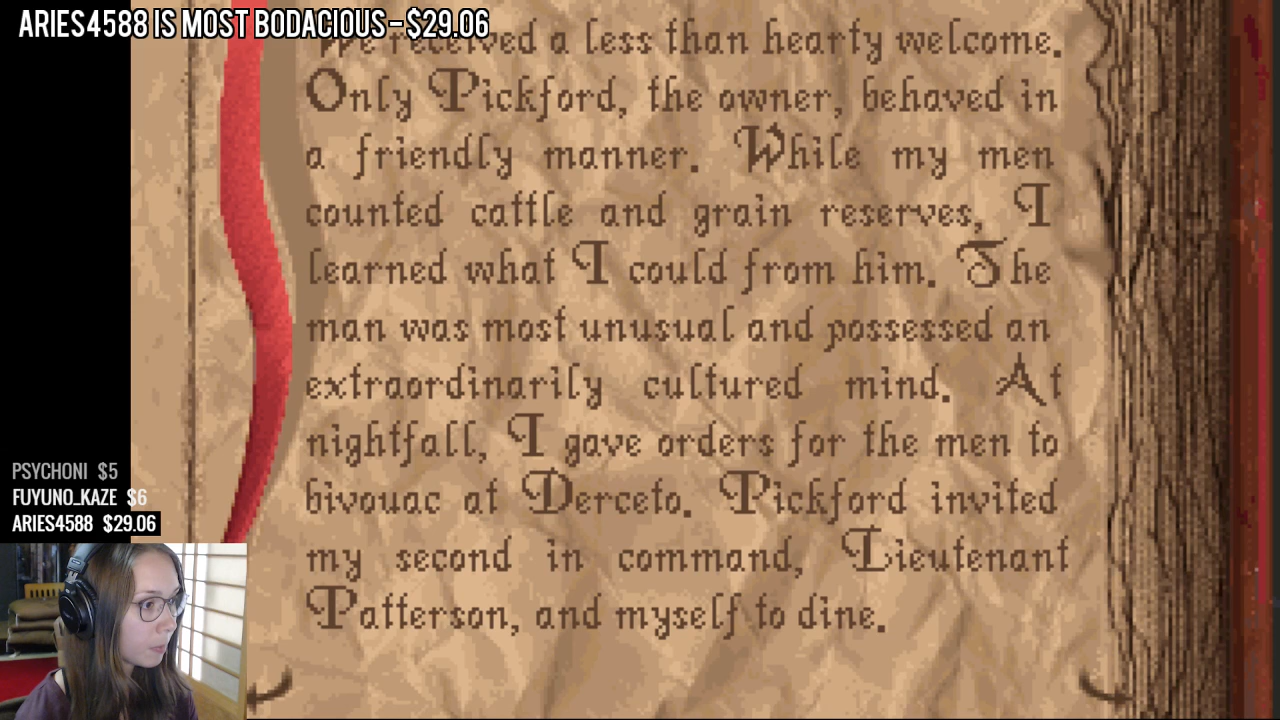 ARIES4588 IS MOST BODACIOUS - $29.06
We received a less than hearty welcome.
Only Pickford, the owner, behaved in
a friendly manner. While my men
counted cattle and grain reserves, I
learned what I could from him. The
man was most unusual and possessed an
extraordinarily cultured mind. At
nightfall, I gave orders for the men to
bivouac at Derceto. Pickford invited
my second in command, Lieutenant
Patterson, and myself to dine.
PSYCHONI $5
FUYUNO_KAZE $6
ARIES4588 $29.06